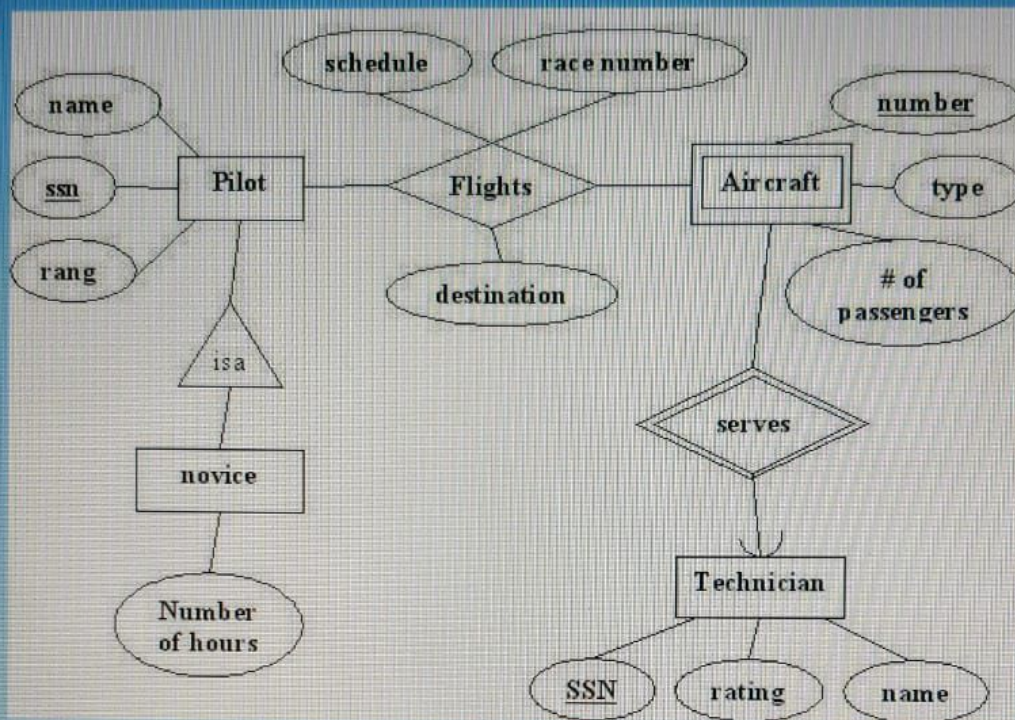 schedule
race number
name
number
ssn
Pilot
Flights
Aircraft
type
rang
destination
# of
passengers
isa
serves
novice
Technician
Number
of hours
SSN
rating
name